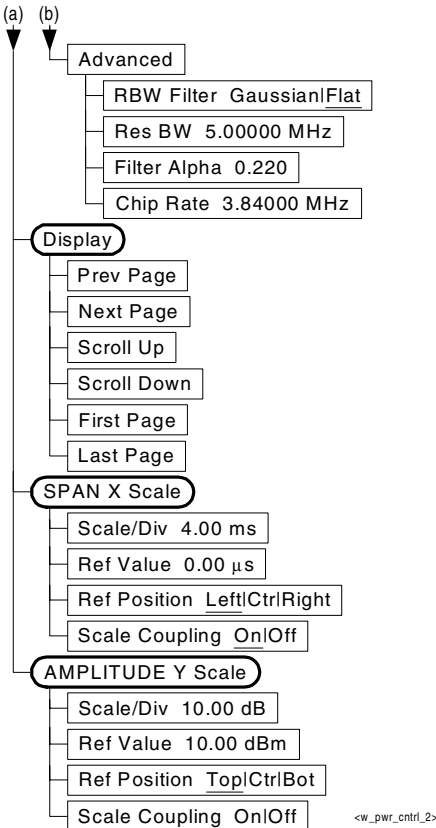 (a) (b)
Advanced
RBW Filter Gaussian|Flat
Res BW 5.00000 MHz
Filter Alpha 0.220
Chip Rate 3.84000 MHz
Display
Prev Page
Next Page
Scroll Up
Scroll Down
First Page
Last Page
SPAN X Scale
Scale/Div 4.00 ms
Ref Value 0.00 μs
Ref Position Left|Ctr|Right
Scale Coupling On|Off
AMPLITUDE Y Scale
Scale/Div 10.00 dB
Ref Value 10.00 dBm
Ref Position Top|Ctr|Bot
Scale Coupling On|Off
<w_pwr_cntrl_2>